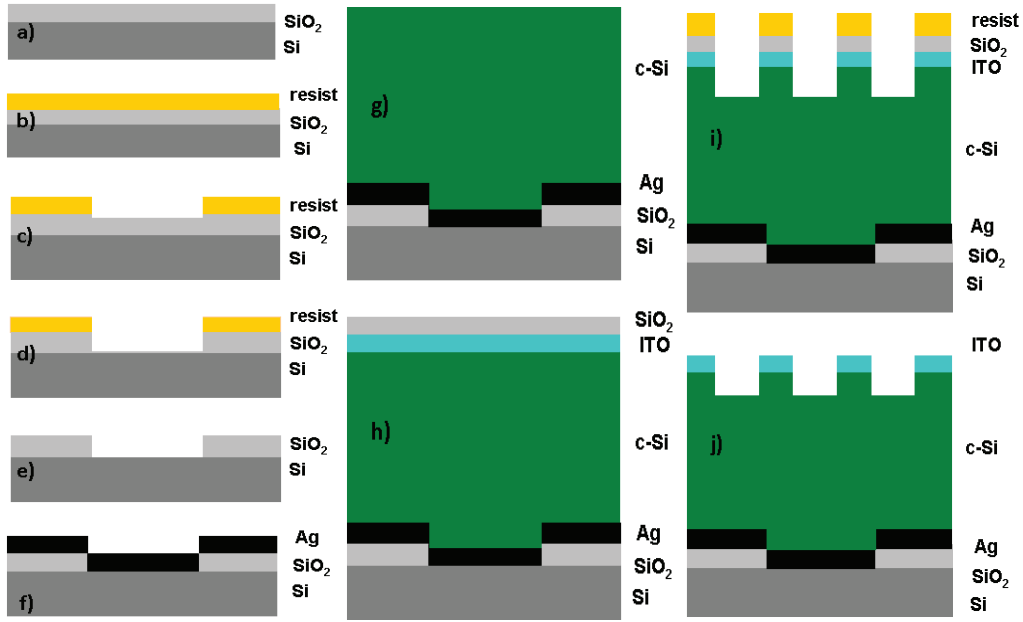 a)
SiO₂
Si
b)
resist
SiO₂
Si
c)
resist
SiO₂
Si
d)
resist
SiO₂
Si
e)
SiO₂
Si
f)
Ag
SiO₂
Si
g)
c-Si
Ag
SiO₂
Si
h)
SiO₂
ITO
c-Si
Ag
SiO₂
Si
i)
resist
SiO₂
ITO
c-Si
Ag
SiO₂
Si
j)
ITO
c-Si
Ag
SiO₂
Si